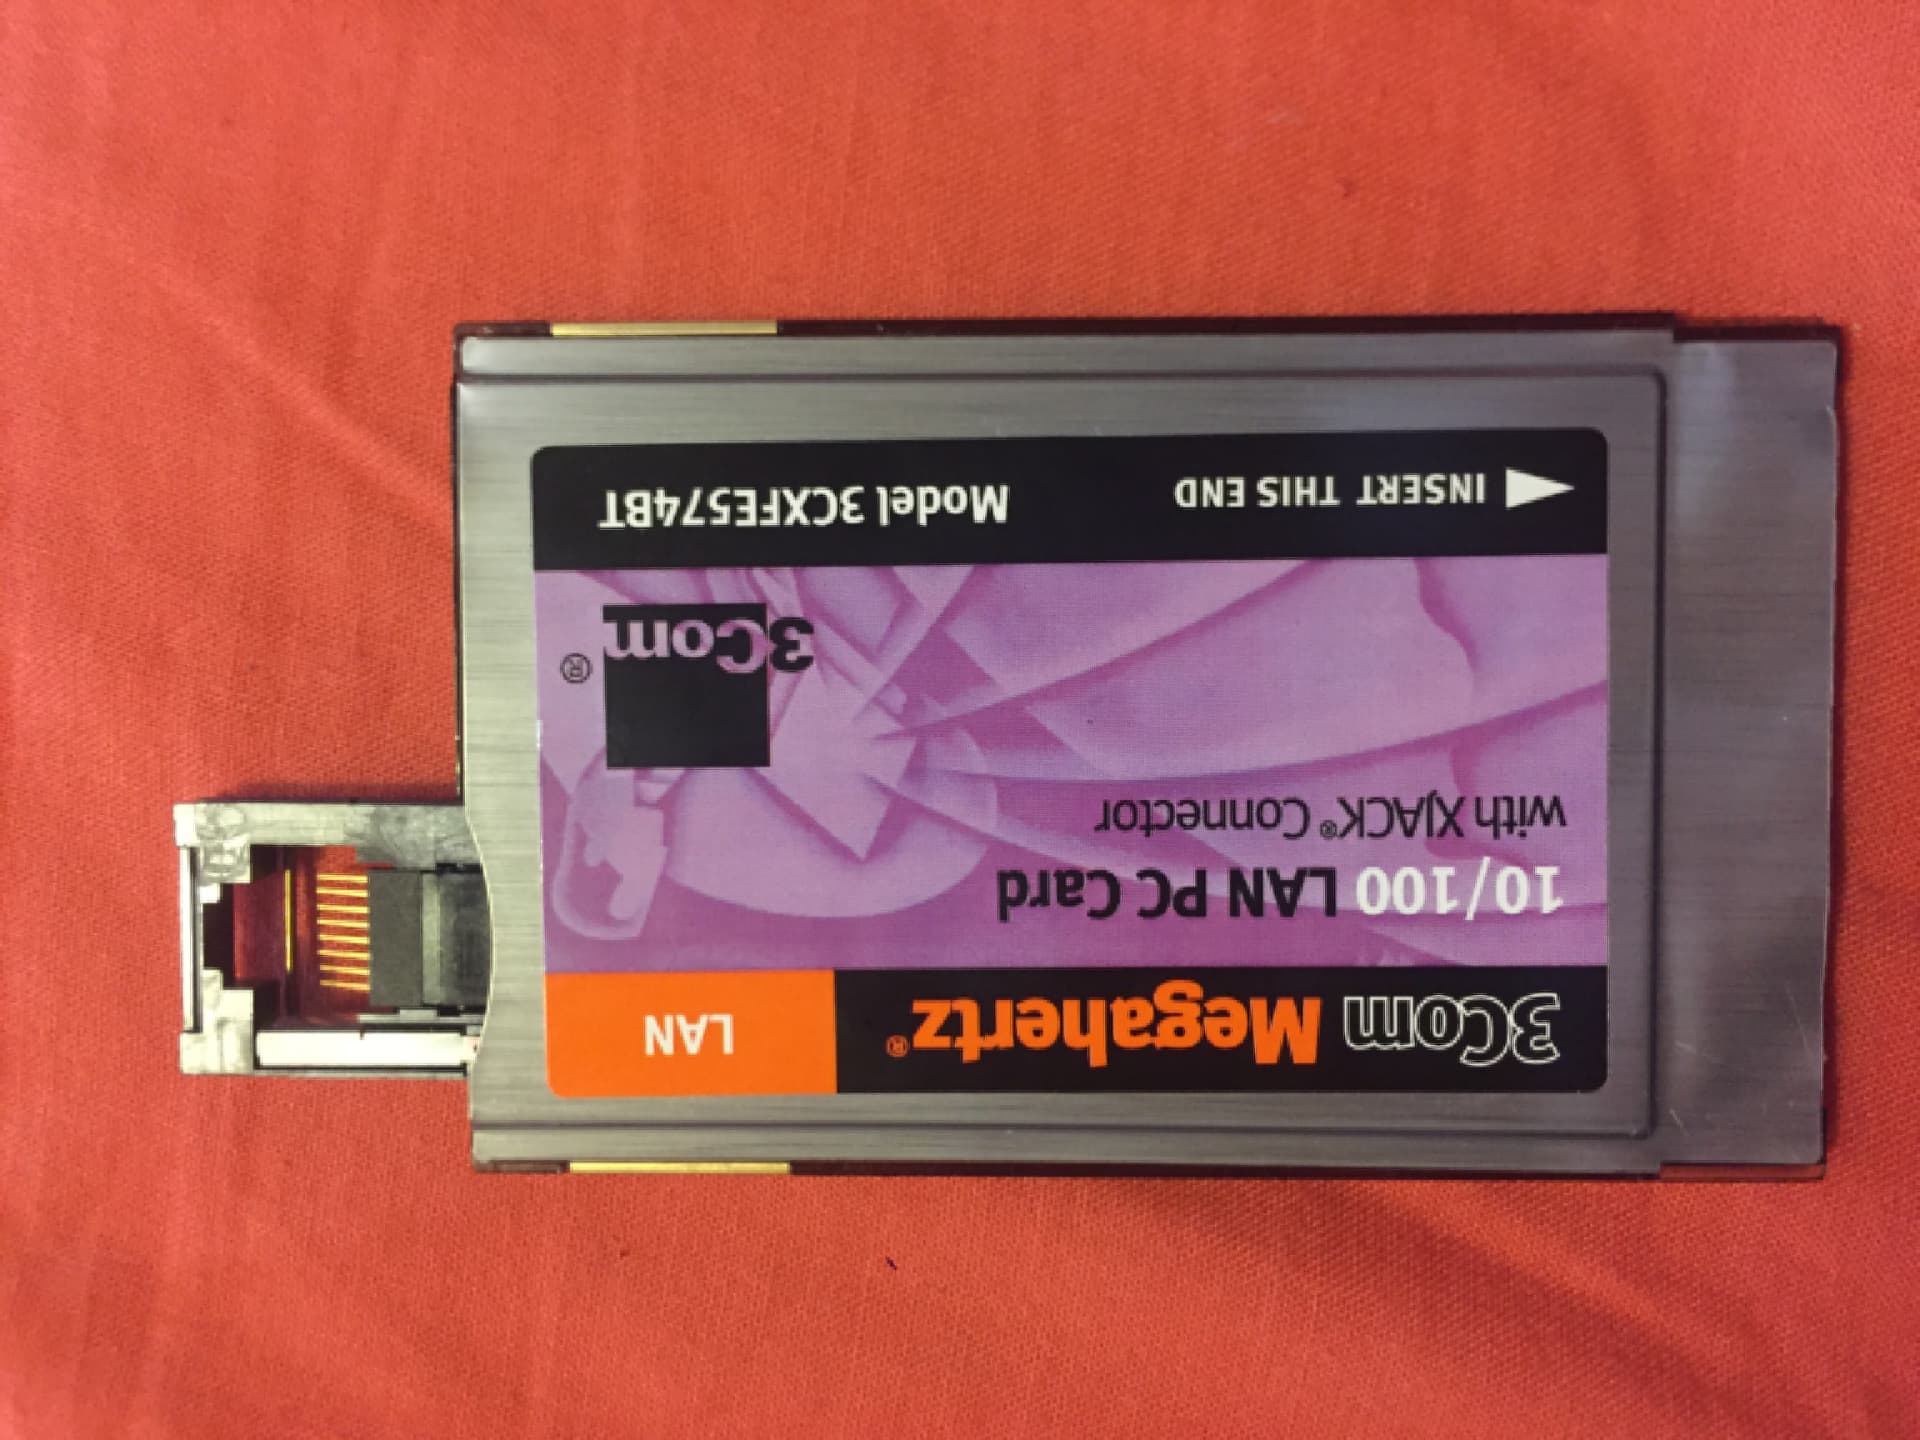 3Com Megahertz® LAN
10/100 LAN PC Card
with XJACK® Connector
3Com®
INSERT THIS END Model 3CXFE574BT